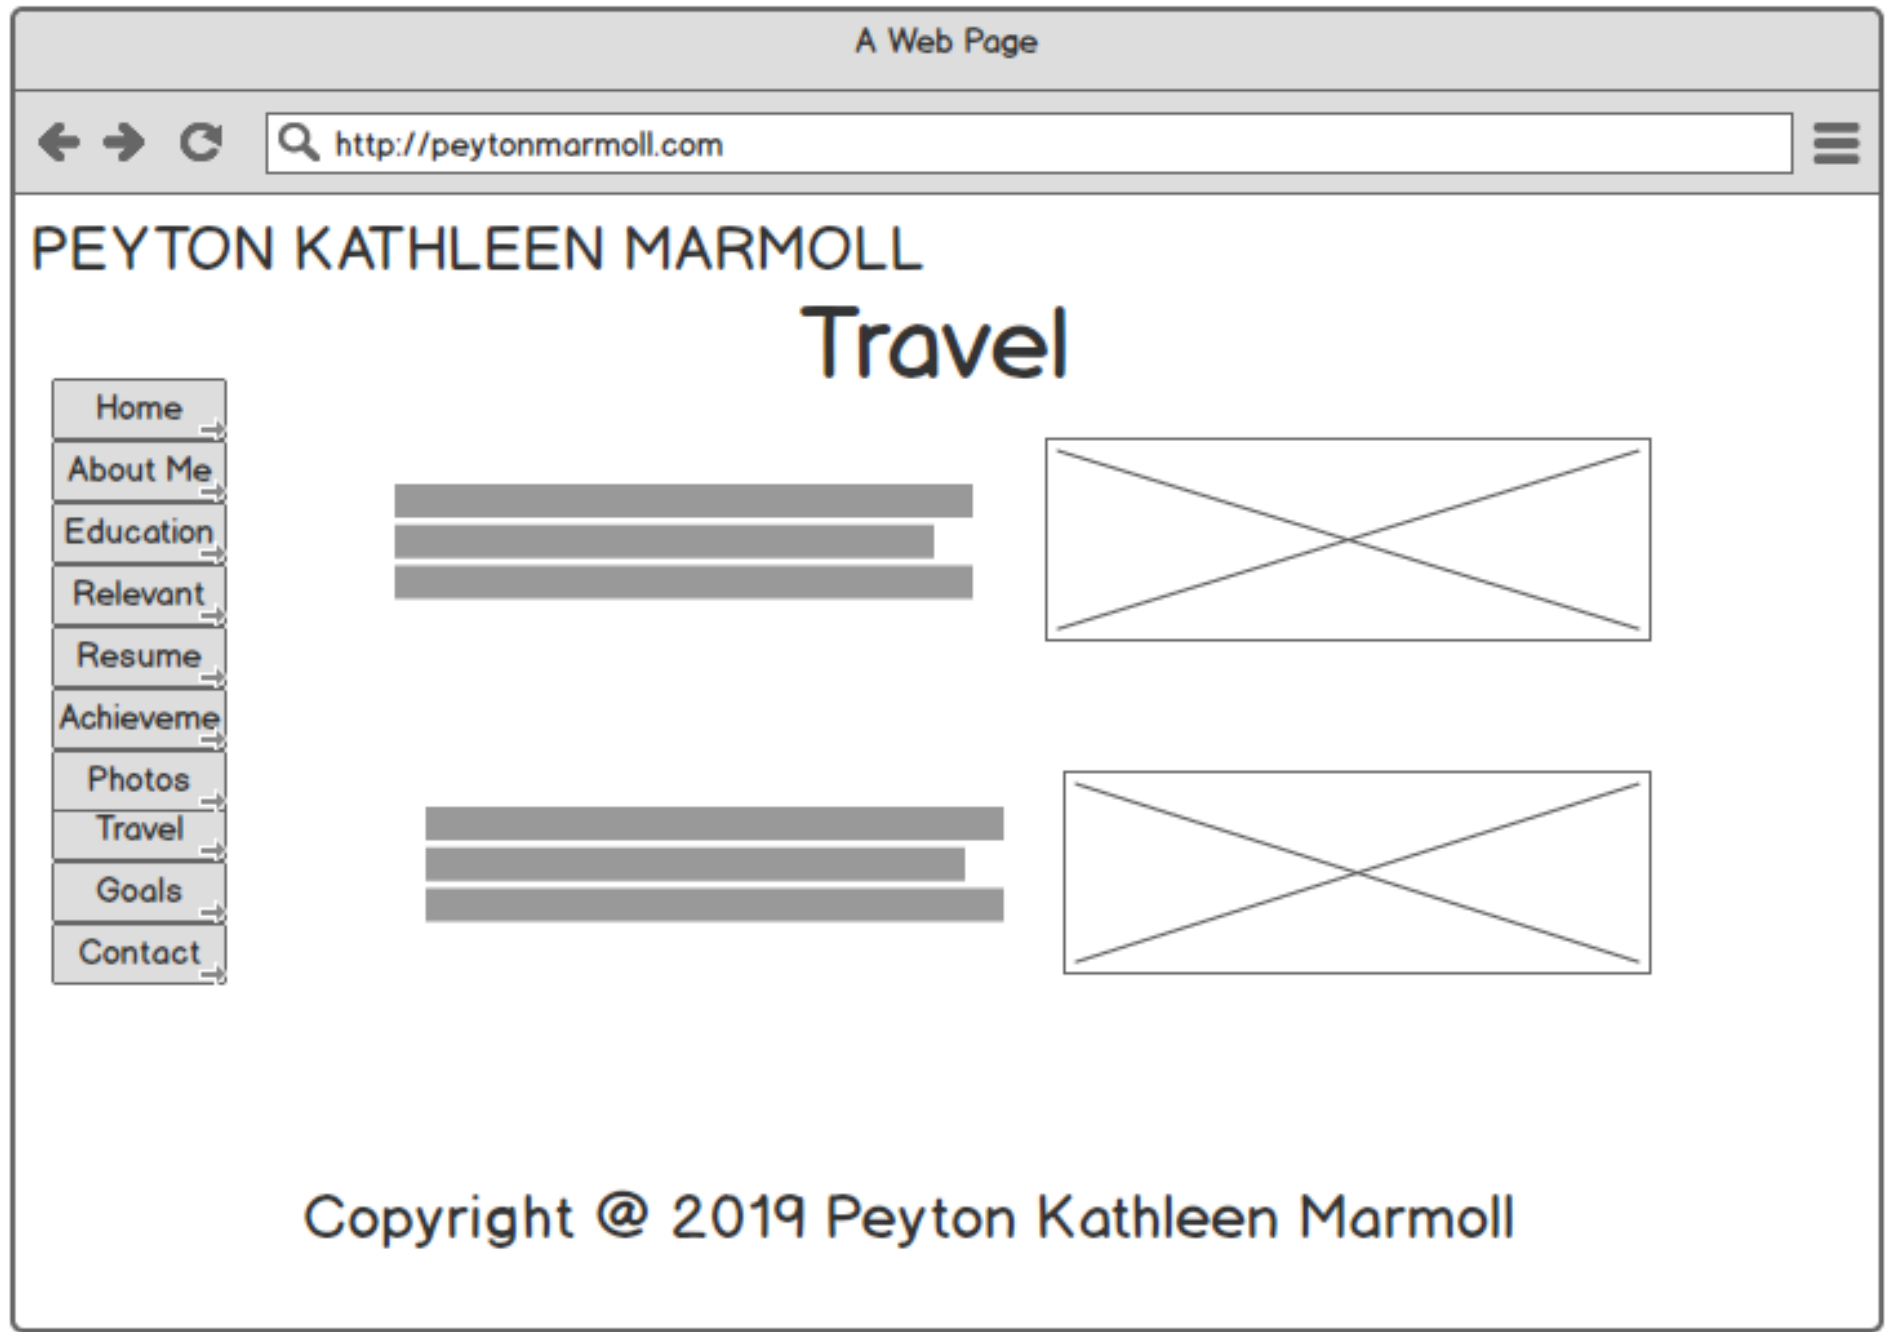 A Web Page
http://peytonmarmoll.com
PEYTON KATHLEEN MARMOLL
Travel
Home
About Me
Education
Relevant
Resume
Achieveme
Photos
Travel
Goals
Contact
Copyright @ 2019 Peyton Kathleen Marmoll